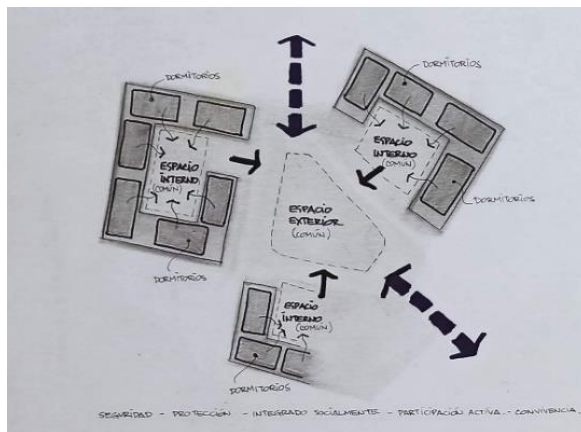 DORMITORIOS
DORMITORIOS
ESPACIO
INTERNO
(COMÚN)
ESPACIO
INTERNO
(COMÚN)
DORMITORIOS
ESPACIO
EXTERIOR
(COMÚN)
DORMITORIOS
ESPACIO
INTERNO
(COMÚN)
DORMITORIOS
SEGURIDAD - PROTECCIÓN - INTEGRADO SOCIALMENTE - PARTICIPACIÓN ACTIVA. - CONVIVENCIA.